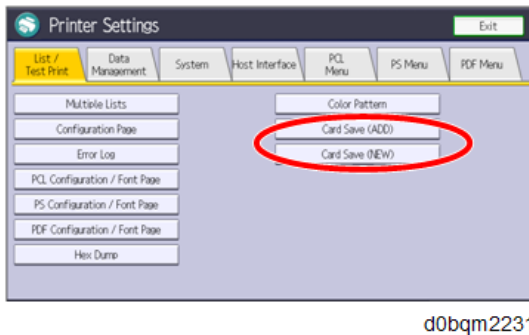 Printer Settings
Exit
List / Test Print
Data Management
System
Host Interface
PCL Menu
PS Menu
PDF Menu
Multiple Lists
Color Pattern
Configuration Page
Card Save (ADD)
Error Log
Card Save (NEW)
PCL Configuration / Font Page
PS Configuration / Font Page
PDF Configuration / Font Page
Hex Dump
d0bqm2231